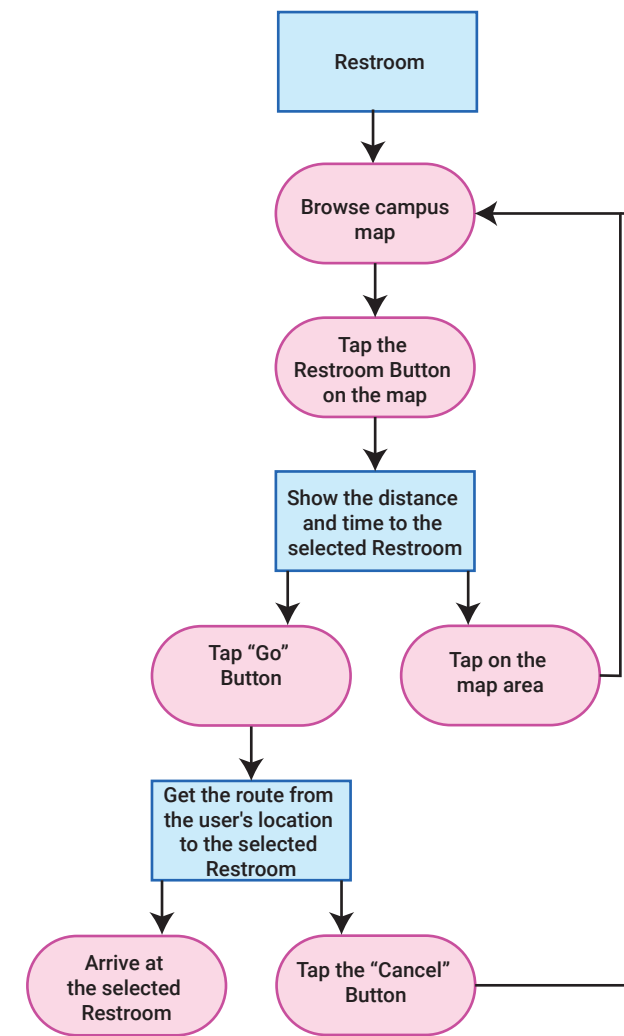 Restroom
Browse campus
map
Tap the
Restroom Button
on the map
Show the distance
and time to the
selected Restroom
Tap “Go”
Button
Tap on the
map area
Get the route from
the user's location
to the selected
Restroom
Arrive at
the selected
Restroom
Tap the “Cancel”
Button